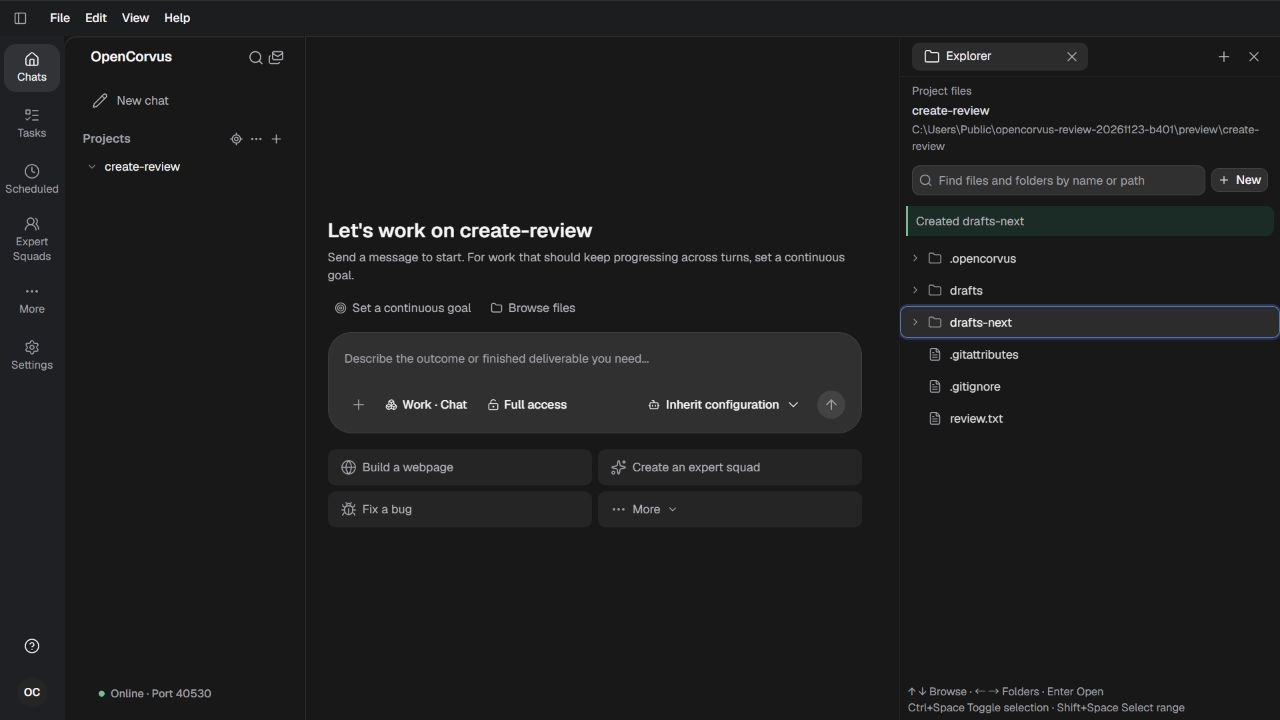 File Edit View Help
Chats
Tasks
Scheduled
Expert
Squads
More
Settings
OC
OpenCorvus
New chat
Projects
create-review
Online · Port 40530
Let's work on create-review
Send a message to start. For work that should keep progressing across turns, set a continuous
goal.
Set a continuous goal Browse files
Describe the outcome or finished deliverable you need...
Work · Chat Full access Inherit configuration
Build a webpage Create an expert squad
Fix a bug More
Explorer
Project files
create-review
C:\Users\Public\opencorvus-review-20261123-b401\preview\create-
review
Find files and folders by name or path New
Created drafts-next
.opencorvus
drafts
drafts-next
.gitattributes
.gitignore
review.txt
↑ ↓ Browse · ← → Folders · Enter Open
Ctrl+Space Toggle selection · Shift+Space Select range